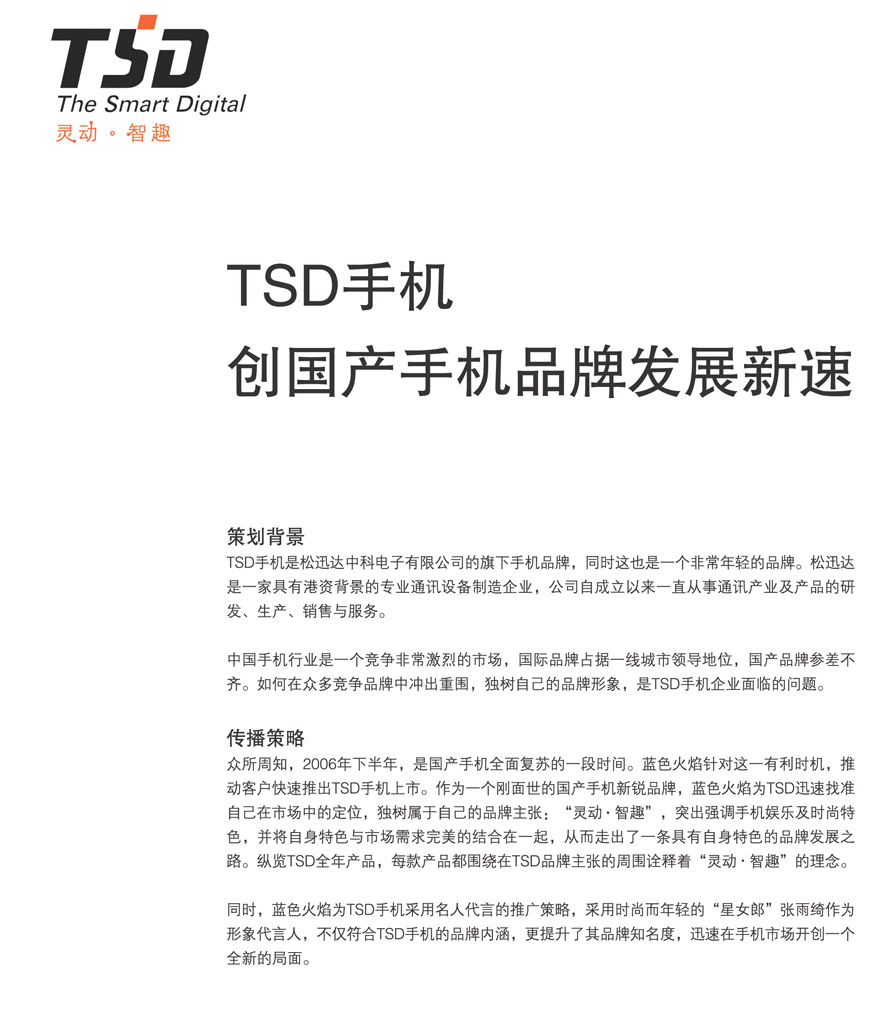 TSD
The Smart Digital
灵动。智趣
TSD手机
创国产手机品牌发展新速
策划背景
TSD手机是松迅达中科电子有限公司的旗下手机品牌，同时这也是一个非常年轻的品牌。松迅达
是一家具有港资背景的专业通讯设备制造企业，公司自成立以来一直从事通讯产业及产品的研
发、生产、销售与服务。
中国手机行业是一个竞争非常激烈的市场，国际品牌占据一线城市领导地位，国产品牌参差不
齐。如何在众多竞争品牌中冲出重围，独树自己的品牌形象，是TSD手机企业面临的问题。
传播策略
众所周知，2006年下半年，是国产手机全面复苏的一段时间。蓝色火焰针对这一有利时机，推
动客户快速推出TSD手机上市。作为一个刚面世的国产手机新锐品牌，蓝色火焰为TSD迅速找准
自己在市场中的定位，独树属于自己的品牌主张：“灵动·智趣”，突出强调手机娱乐及时尚特
色，并将自身特色与市场需求完美的结合在一起，从而走出了一条具有自身特色的品牌发展之
路。纵览TSD全年产品，每款产品都围绕在TSD品牌主张的周围诠释着“灵动·智趣”的理念。
同时，蓝色火焰为TSD手机采用名人代言的推广策略，采用时尚而年轻的“星女郎”张雨绮作为
形象代言人，不仅符合TSD手机的品牌内涵，更提升了其品牌知名度，迅速在手机市场开创一个
全新的局面。